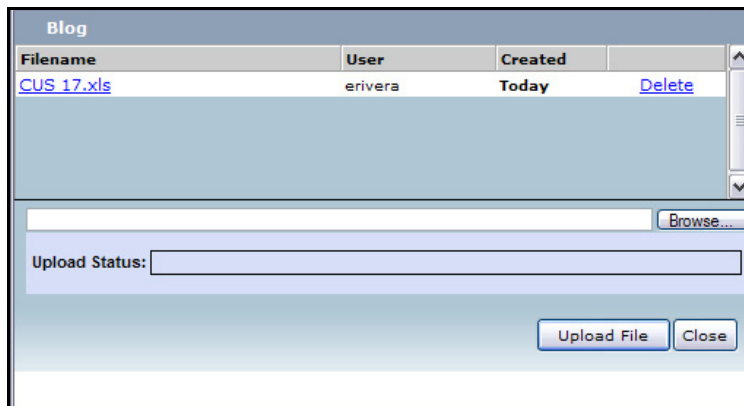 Blog
Filename User Created
CUS 17.xls erivera Today Delete
Browse...
Upload Status:
Upload File Close